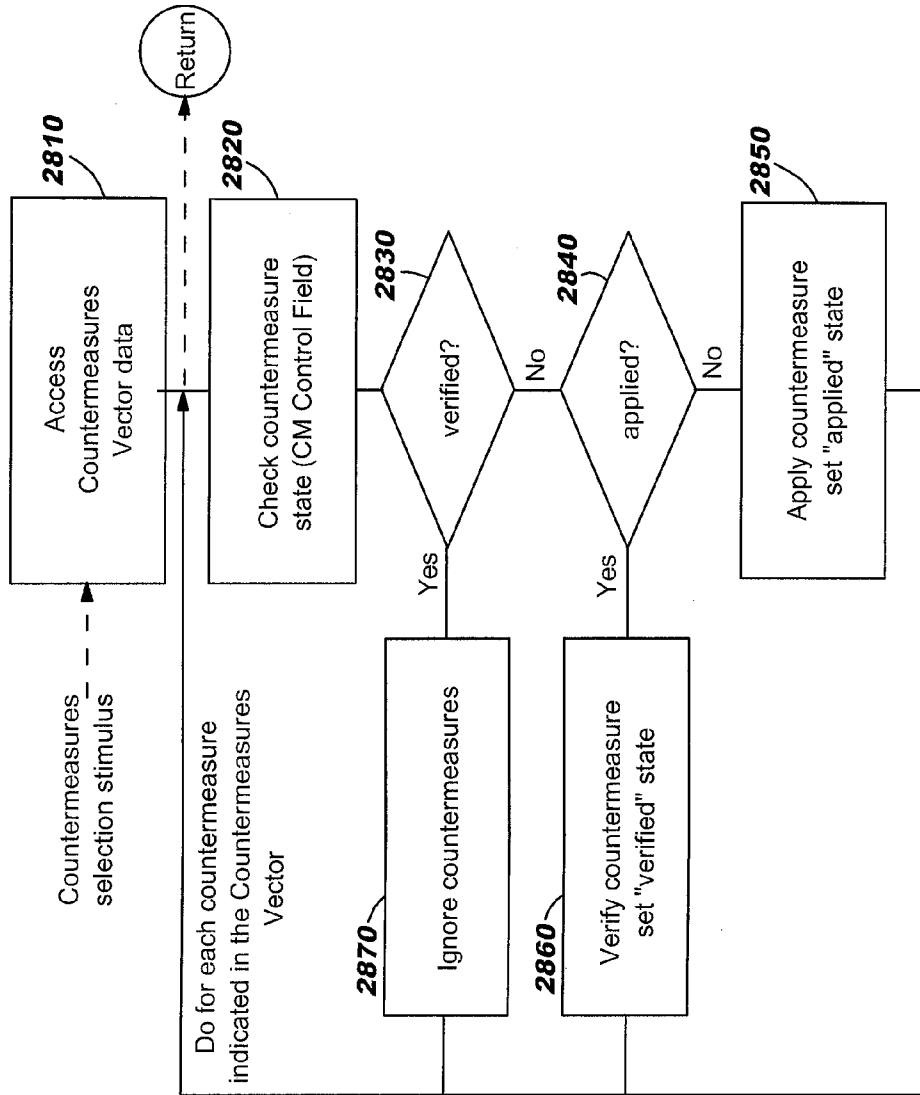 Countermeasures
selection stimulus
2810
Access
Countermeasures
Vector data
Return
Do for each countermeasure
indicated in the Countermeasures
Vector
2820
Check countermeasure
state (CM Control Field)
2830
verified?
Yes
No
2870
Ignore countermeasures
2840
applied?
Yes
No
2860
Verify countermeasure
set "verified" state
2850
Apply countermeasure
set "applied" state